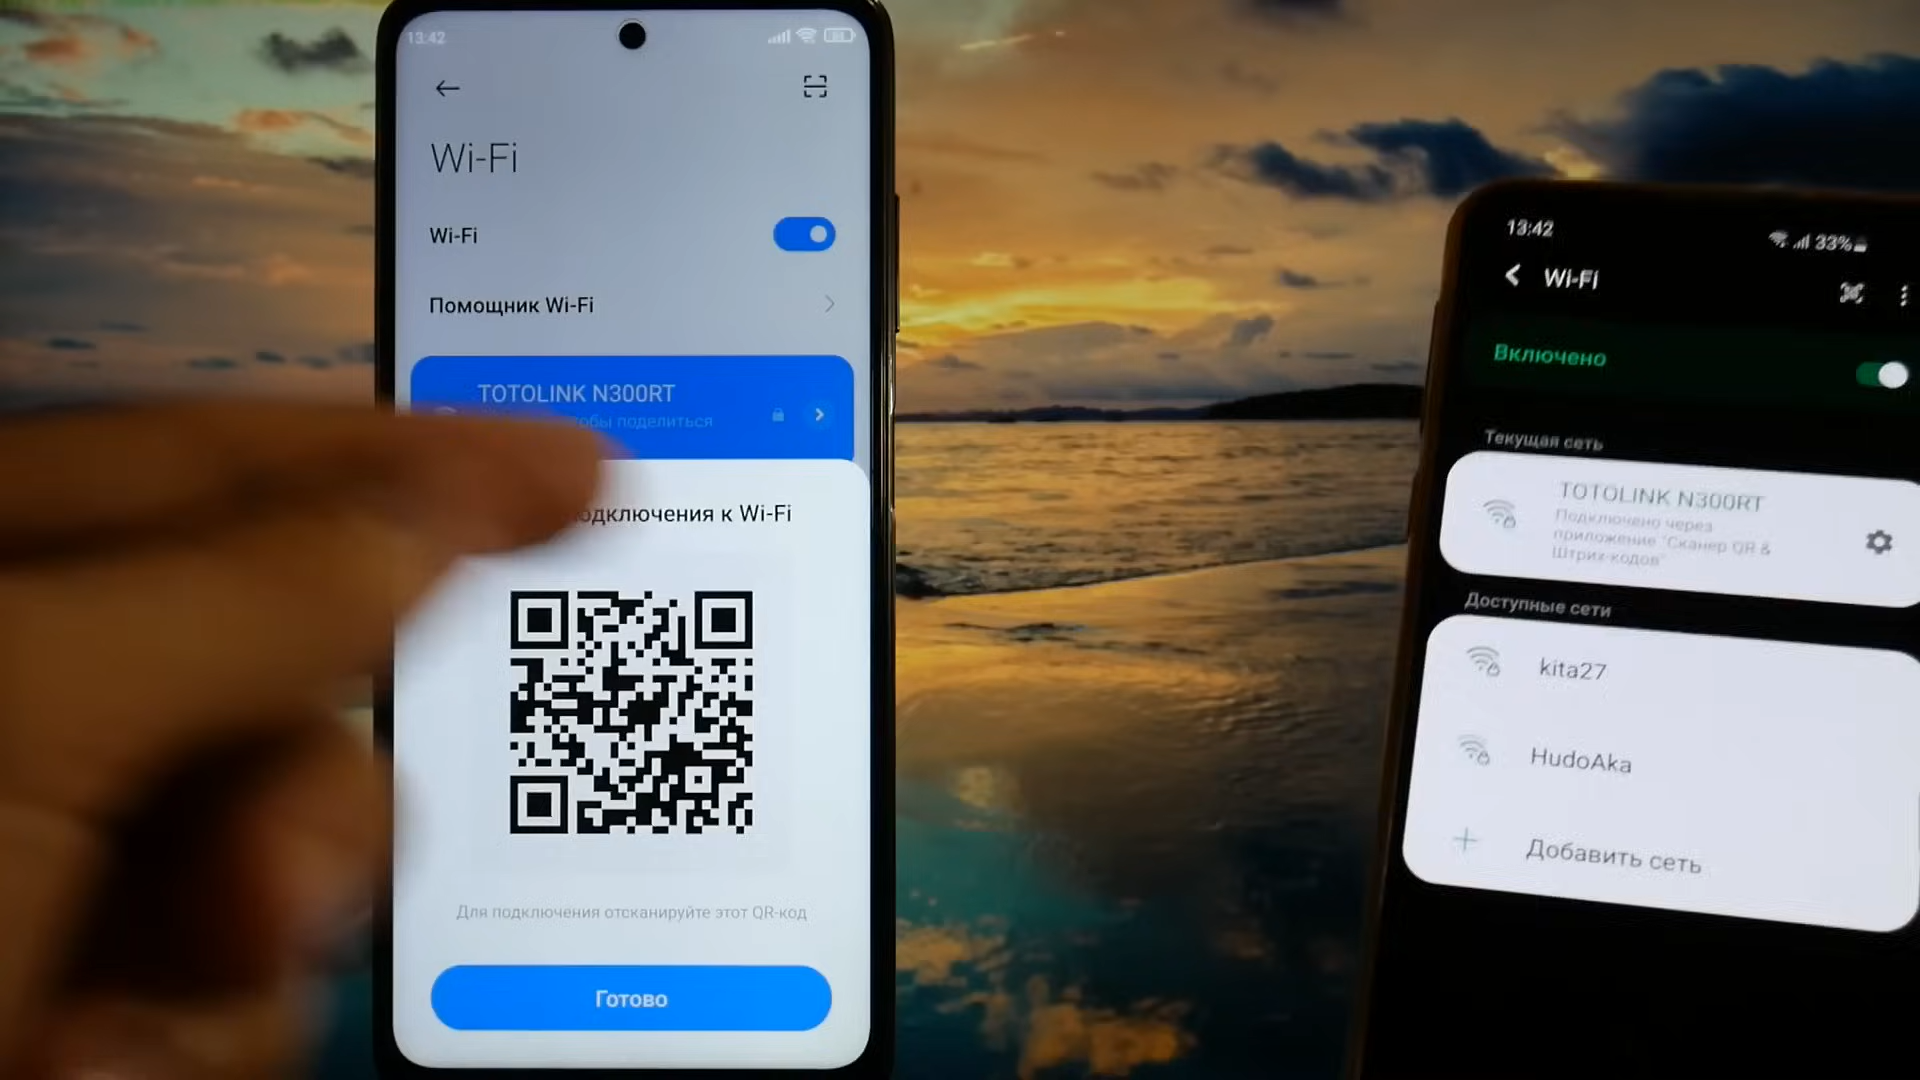 13:42
Wi-Fi
Wi-Fi
Помощник Wi-Fi
TOTOLINK N300RT
поделиться
подключения к Wi-Fi
Для подключения отсканируйте этот QR-код
Готово
13:42
33%
Wi-Fi
Включено
Текущая сеть
TOTOLINK N300RT
Подключено через
приложение "Сканер QR &
Штрих-кодов"
Доступные сети
kita27
HudoAka
Добавить сеть